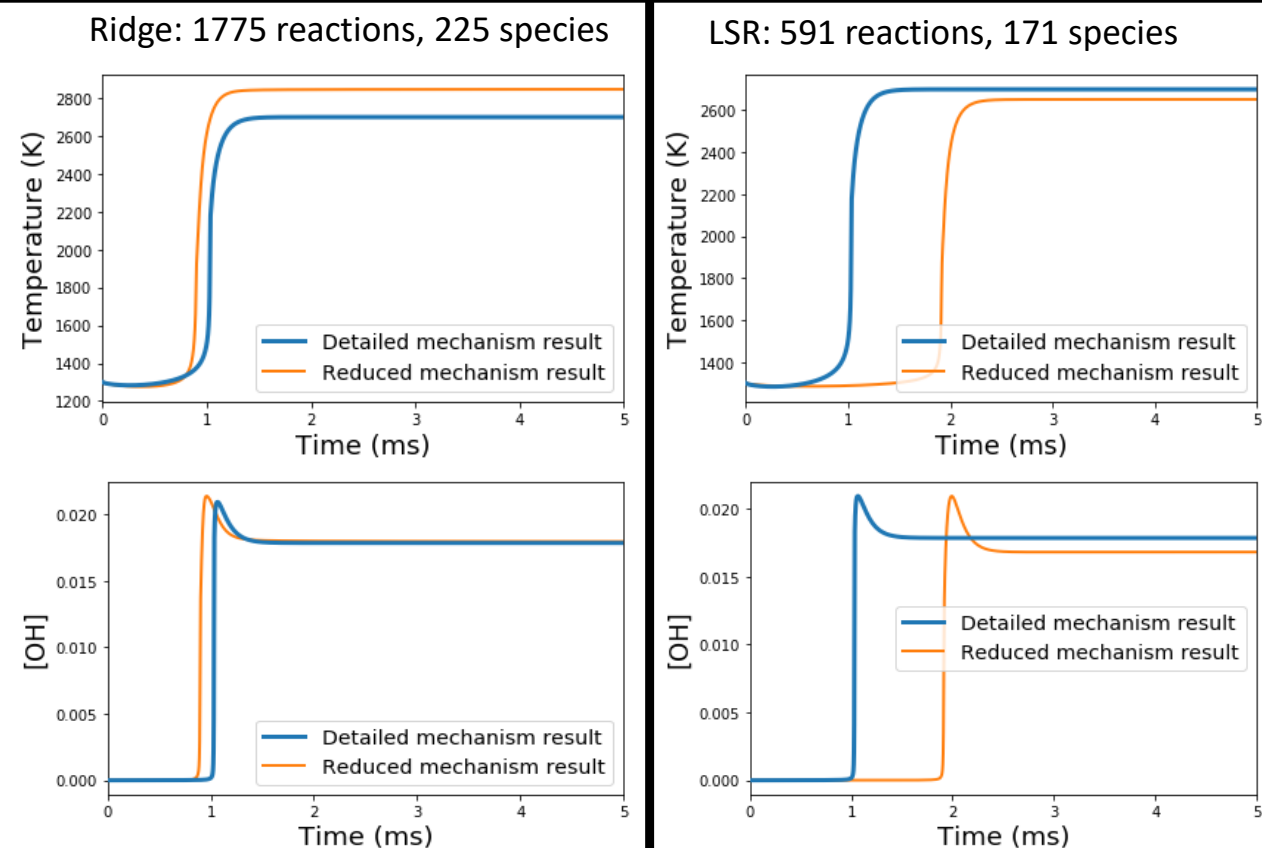 Ridge: 1775 reactions, 225 species
Temperature (K)
2800
2600
2400
2200
2000
1800
1600
1400
1200
0 1 2 3 4 5
Time (ms)
Detailed mechanism result
Reduced mechanism result
[OH]
0.020
0.015
0.010
0.005
0.000
0 1 2 3 4 5
Time (ms)
Detailed mechanism result
Reduced mechanism result
LSR: 591 reactions, 171 species
Temperature (K)
2600
2400
2200
2000
1800
1600
1400
0 1 2 3 4 5
Time (ms)
Detailed mechanism result
Reduced mechanism result
[OH]
0.020
0.015
0.010
0.005
0.000
0 1 2 3 4 5
Time (ms)
Detailed mechanism result
Reduced mechanism result